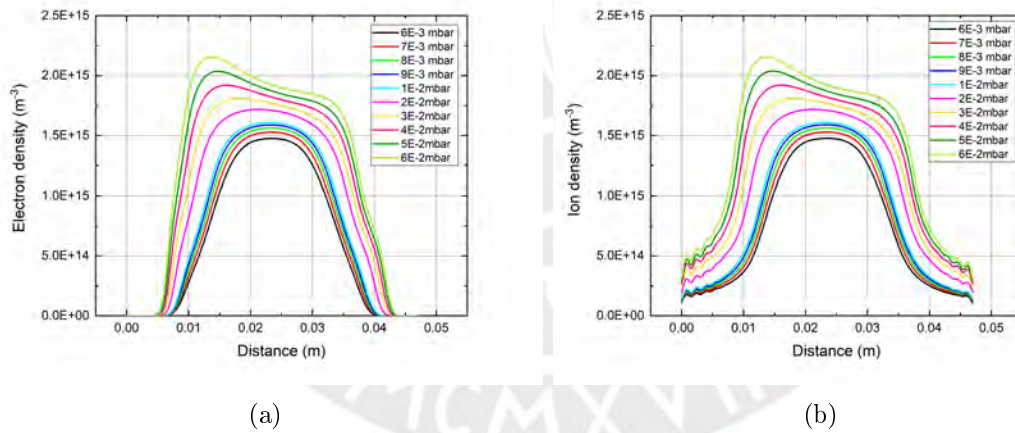 2.5E+15
2.0E+15
1.5E+15
1.0E+15
5.0E+14
0.0E+00
Electron density (m-3)
0.00 0.01 0.02 0.03 0.04 0.05
Distance (m)
6E-3 mbar
7E-3 mbar
8E-3 mbar
9E-3 mbar
1E-2mbar
2E-2mbar
3E-2mbar
4E-2mbar
5E-2mbar
6E-2mbar
(a)
2.5E+15
2.0E+15
1.5E+15
1.0E+15
5.0E+14
0.0E+00
Ion density (m-3)
0.00 0.01 0.02 0.03 0.04 0.05
Distance (m)
6E-3 mbar
7E-3 mbar
8E-3 mbar
9E-3 mbar
1E-2mbar
2E-2mbar
3E-2mbar
4E-2mbar
5E-2mbar
6E-2mbar
(b)
MCMXVII